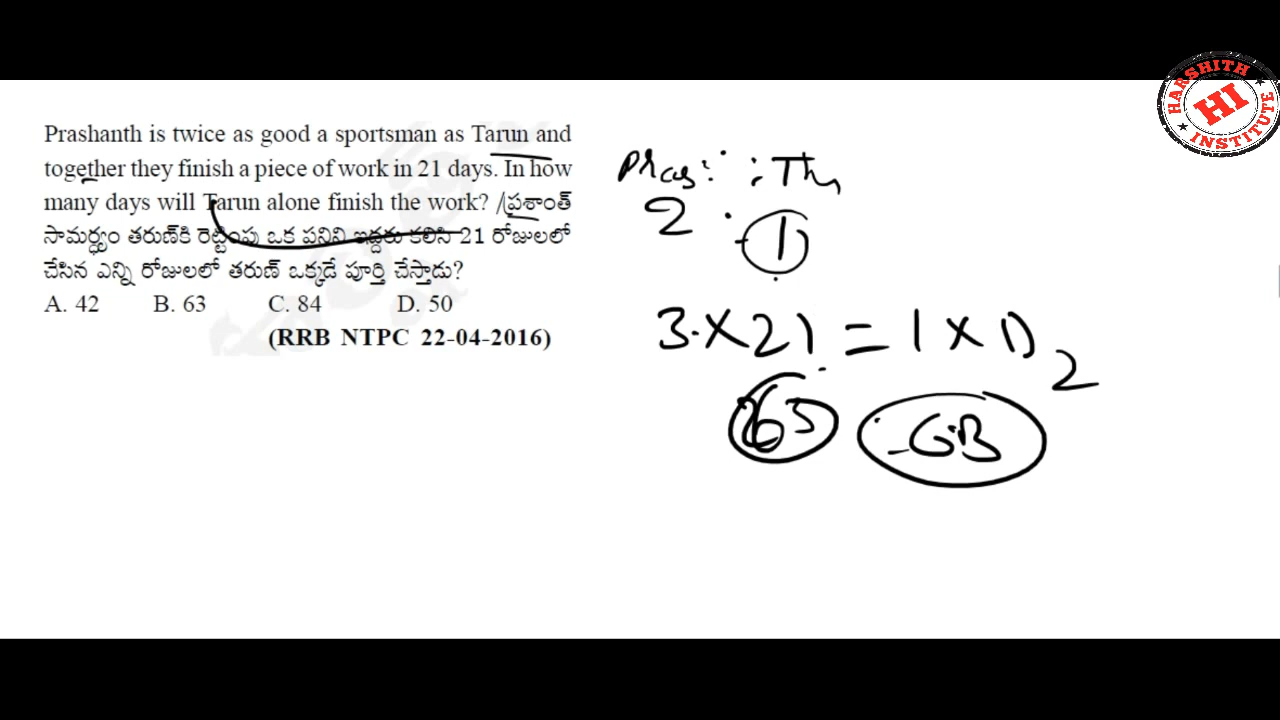 Prashanth is twice as good a sportsman as Tarun and
together they finish a piece of work in 21 days. In how
many days will Tarun alone finish the work? /ప్రశాంత్
సామర్థ్యం తరుణ్‌కి రెట్టింపు ఒక పనిని ఇద్దరు కలిసి 21 రోజులలో
చేసిన ఎన్ని రోజులలో తరుణ్ ఒక్కడే పూర్తి చేస్తాడు?
A. 42 B. 63 C. 84 D. 50
(RRB NTPC 22-04-2016)
2 : 1
3 × 21 = 1 × D2
63
HARSHITH
HI
INSTITUTE